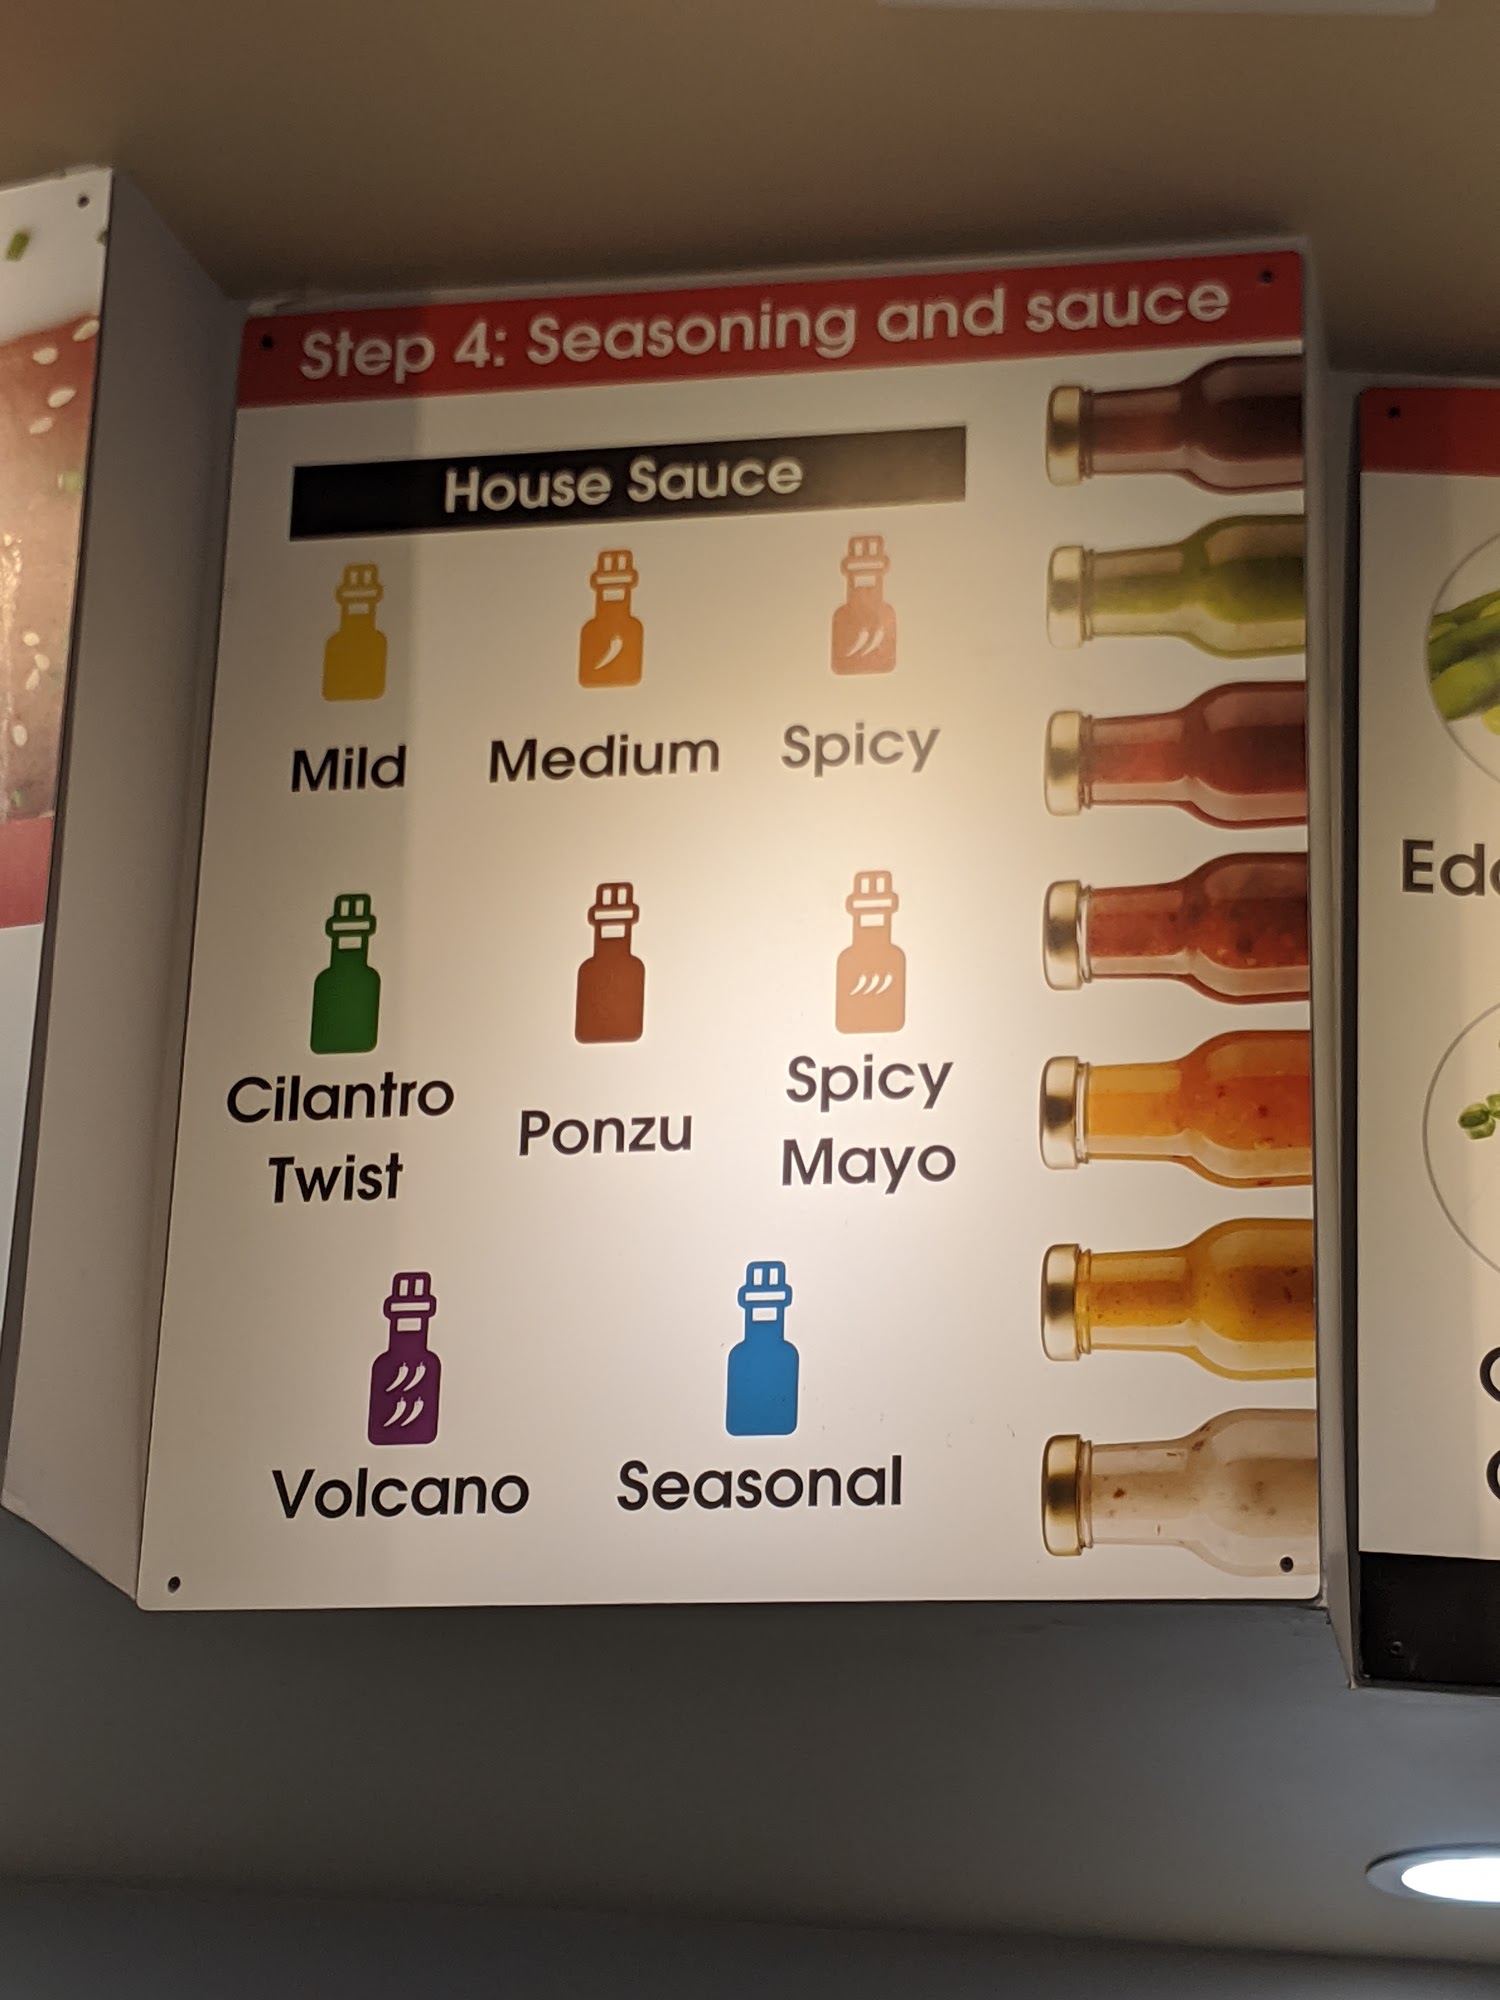 Step 4: Seasoning and sauce
House Sauce
Mild Medium Spicy
Cilantro Twist
Ponzu
Spicy Mayo
Volcano Seasonal